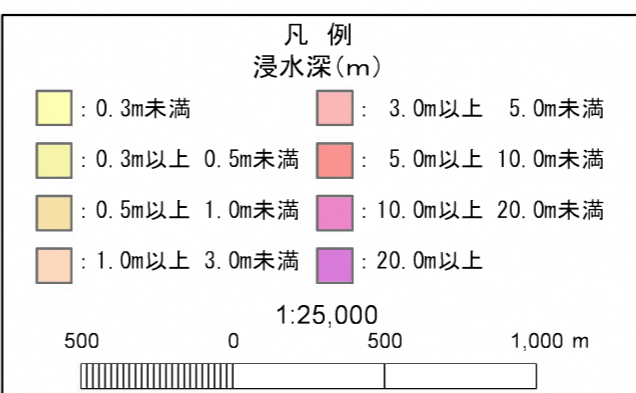 凡 例
浸水深(m)
: 0.3m未満
: 3.0m以上 5.0m未満
: 0.3m以上 0.5m未満
: 5.0m以上 10.0m未満
: 0.5m以上 1.0m未満
: 10.0m以上 20.0m未満
: 1.0m以上 3.0m未満
: 20.0m以上
1:25,000
500 0 500 1,000 m